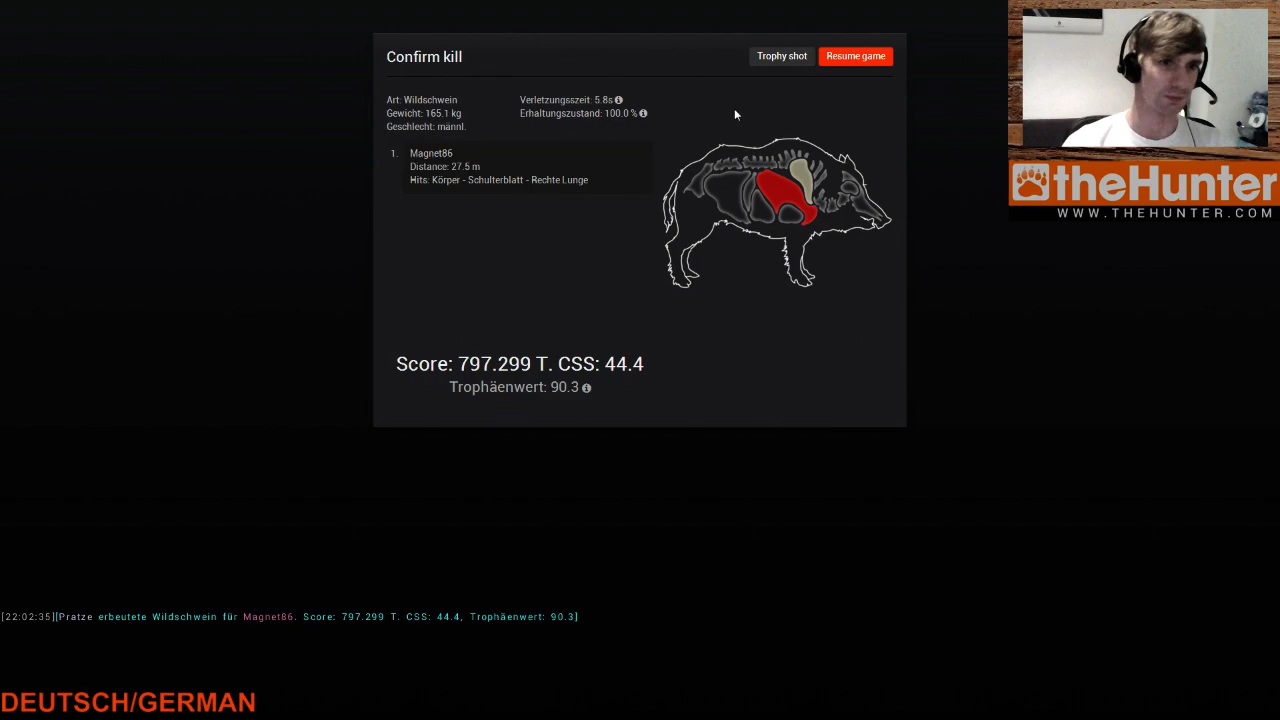 Confirm kill
Trophy shot
Resume game
Art: Wildschwein
Gewicht: 165.1 kg
Geschlecht: männl.
Verletzungsszeit: 5.8s
Erhaltungszustand: 100.0 %
1. Magnet86
Distance: 27.5 m
Hits: Körper - Schulterblatt - Rechte Lunge
Score: 797.299 T. CSS: 44.4
Trophäenwert: 90.3
theHunter
WWW.THEHUNTER.COM
[22:02:35][Pratze erbeutete Wildschwein für Magnet86. Score: 797.299 T. CSS: 44.4, Trophäenwert: 90.3]
DEUTSCH/GERMAN